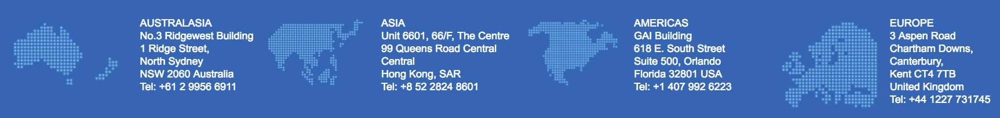 AUSTRALASIA
No.3 Ridgewest Building
1 Ridge Street,
North Sydney
NSW 2060 Australia
Tel: +61 2 9956 6911
ASIA
Unit 6601, 66/F, The Centre
99 Queens Road Central
Central
Hong Kong, SAR
Tel: +8 52 2824 8601
AMERICAS
GAI Building
618 E. South Street
Suite 500, Orlando
Florida 32801 USA
Tel: +1 407 992 6223
EUROPE
3 Aspen Road
Chartham Downs,
Canterbury,
Kent CT4 7TB
United Kingdom
Tel: +44 1227 731745